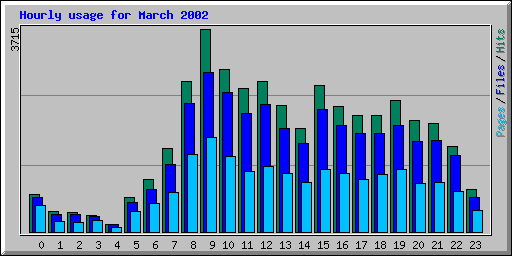 Hourly usage for March 2002
3715
Pages/Files/Hits
0 1 2 3 4 5 6 7 8 9 10 11 12 13 14 15 16 17 18 19 20 21 22 23